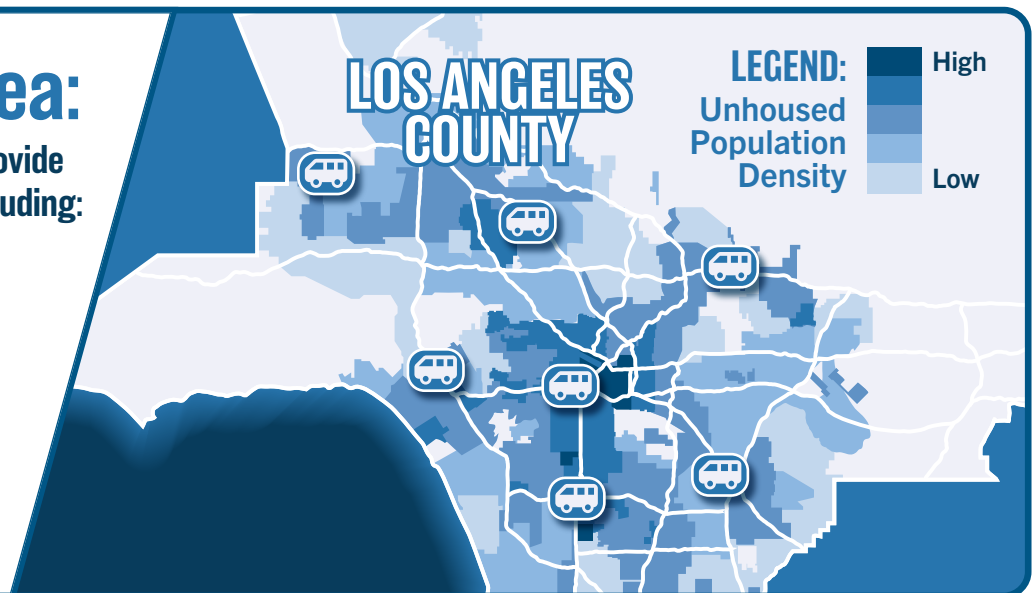 ea:
ovide
uding:
LOS ANGELES
COUNTY
LEGEND:
Unhoused
Population
Density
High
Low